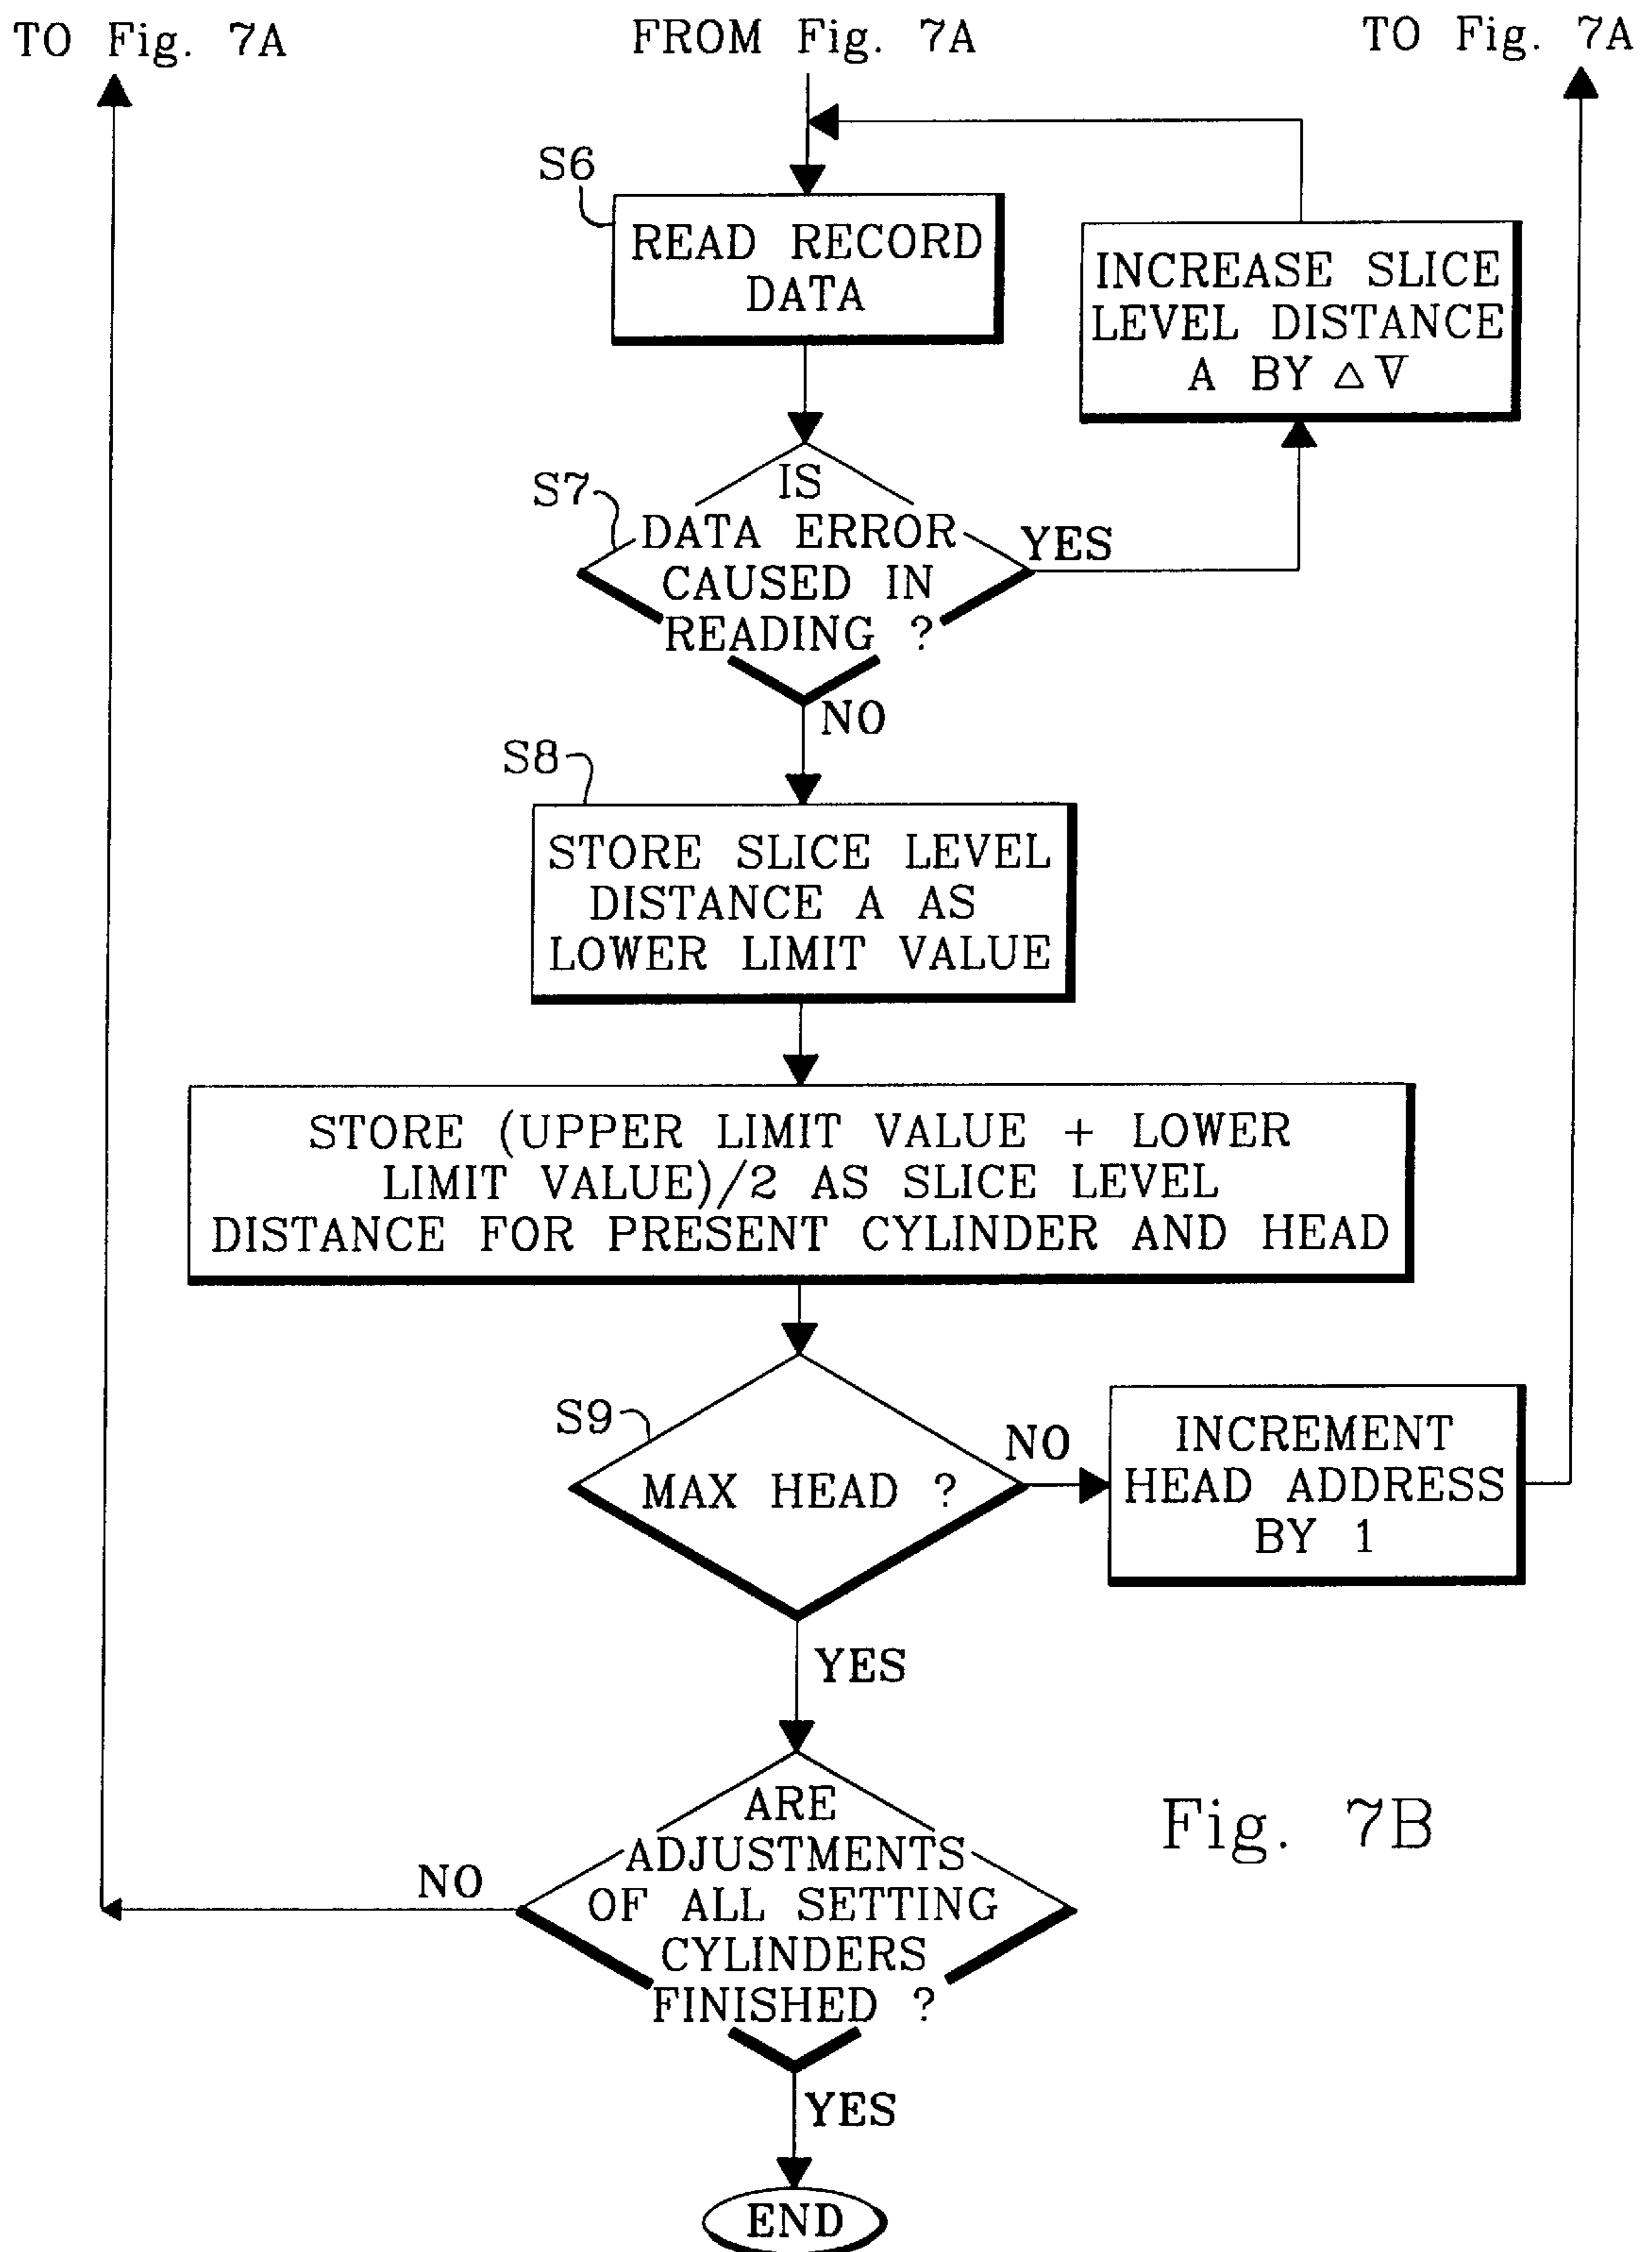 TO Fig. 7A
FROM Fig. 7A
TO Fig. 7A
S6
READ RECORD
DATA
INCREASE SLICE
LEVEL DISTANCE
A BY △V
S7
IS
DATA ERROR
CAUSED IN
READING ?
YES
NO
S8
STORE SLICE LEVEL
DISTANCE A AS
LOWER LIMIT VALUE
STORE (UPPER LIMIT VALUE + LOWER
LIMIT VALUE)/2 AS SLICE LEVEL
DISTANCE FOR PRESENT CYLINDER AND HEAD
S9
MAX HEAD ?
NO
INCREMENT
HEAD ADDRESS
BY 1
YES
ARE
ADJUSTMENTS
OF ALL SETTING
CYLINDERS
FINISHED ?
NO
Fig. 7B
YES
END